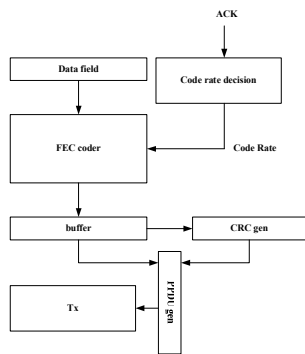 ACK
Data field
Code rate decision
FEC coder
Code Rate
buffer
CRC gen
PPDU gen
Tx